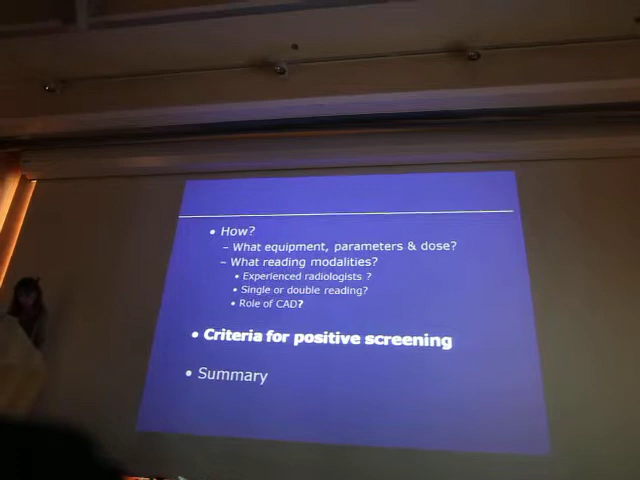 • How?
– What equipment, parameters & dose?
– What reading modalities?
• Experienced radiologists ?
• Single or double reading?
• Role of CAD?
• Criteria for positive screening
• Summary